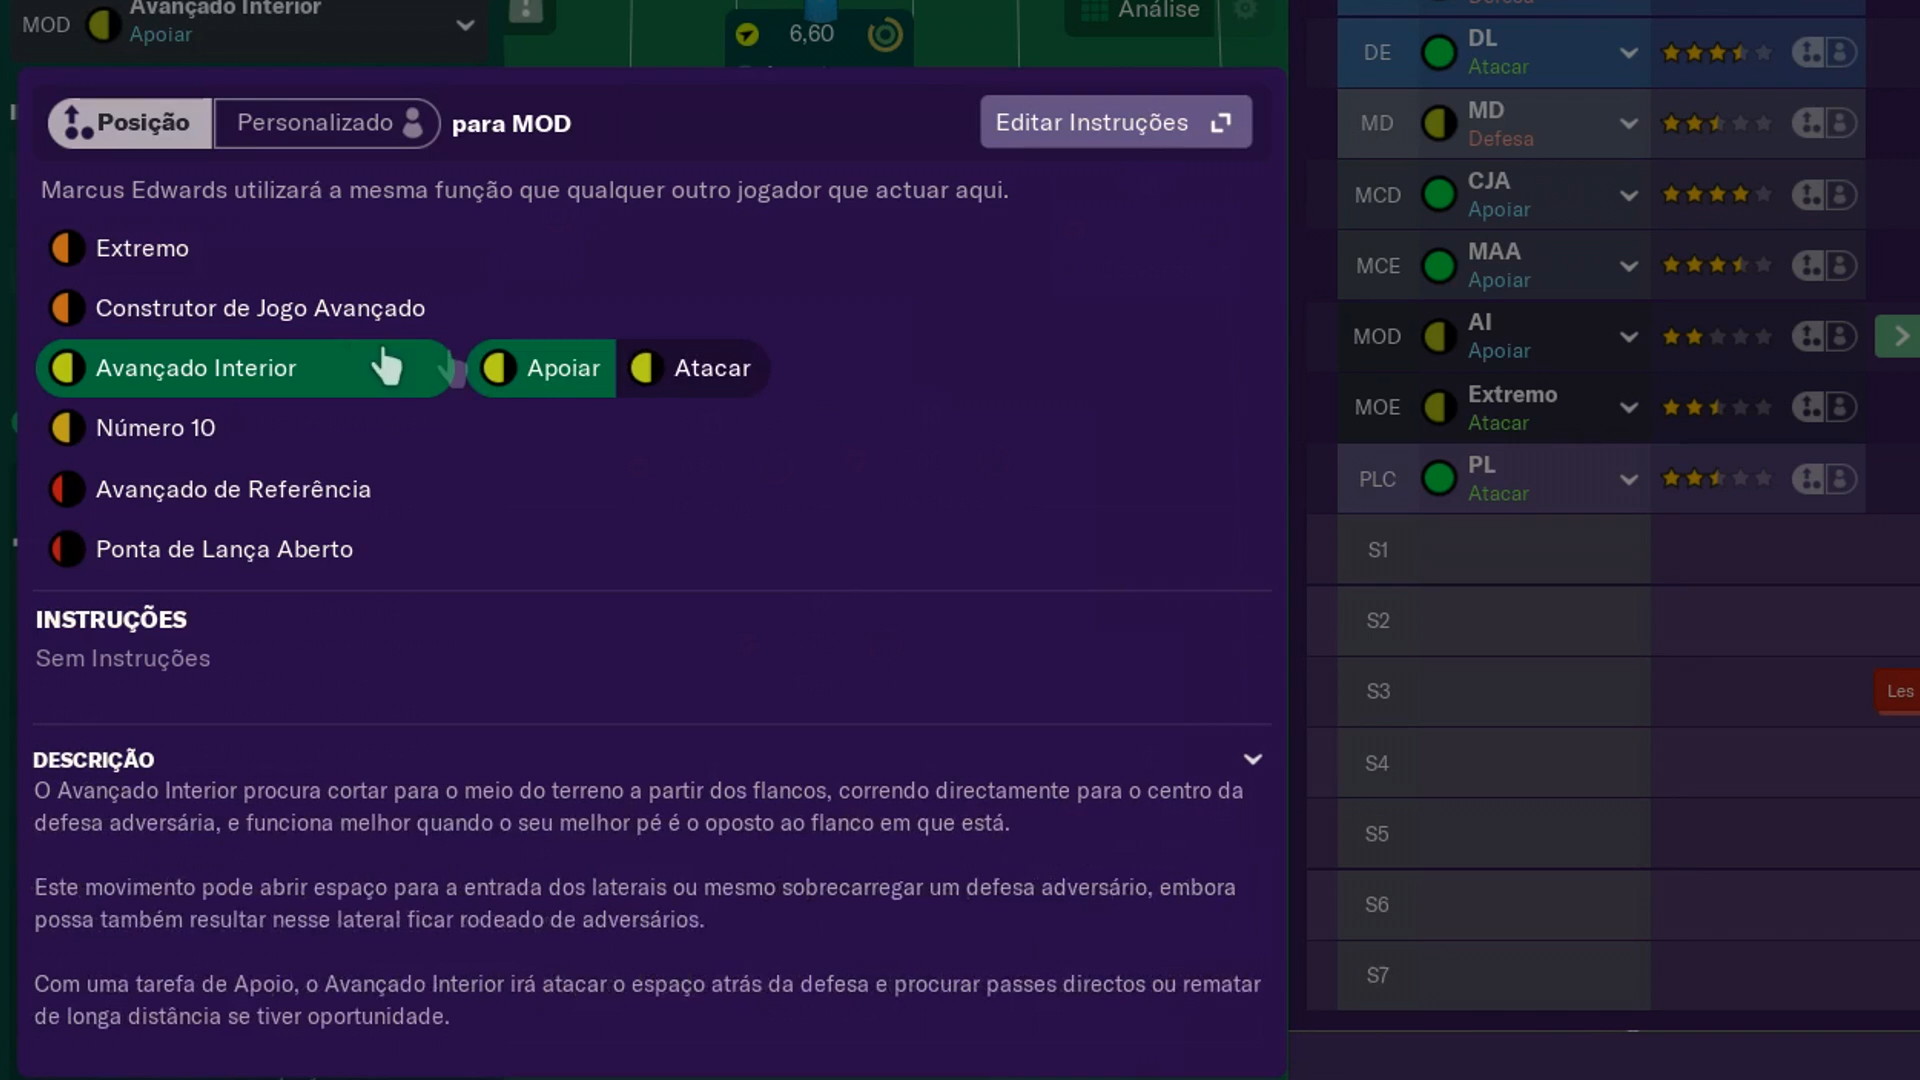 MOD
Avançado Interior
Apoiar
6,60
Análise
Posição
Personalizado
para MOD
Editar Instruções
Marcus Edwards utilizará a mesma função que qualquer outro jogador que actuar aqui.
Extremo
Construtor de Jogo Avançado
Avançado Interior
Apoiar
Atacar
Número 10
Avançado de Referência
Ponta de Lança Aberto
INSTRUÇÕES
Sem Instruções
DESCRIÇÃO
O Avançado Interior procura cortar para o meio do terreno a partir dos flancos, correndo directamente para o centro da
defesa adversária, e funciona melhor quando o seu melhor pé é o oposto ao flanco em que está.
Este movimento pode abrir espaço para a entrada dos laterais ou mesmo sobrecarregar um defesa adversário, embora
possa também resultar nesse lateral ficar rodeado de adversários.
Com uma tarefa de Apoio, o Avançado Interior irá atacar o espaço atrás da defesa e procurar passes directos ou rematar
de longa distância se tiver oportunidade.
Defesa
DE
DL
Atacar
MD
MD
Defesa
MCD
CJA
Apoiar
MCE
MAA
Apoiar
MOD
AI
Apoiar
MOE
Extremo
Atacar
PLC
PL
Atacar
S1
S2
S3
Les
S4
S5
S6
S7